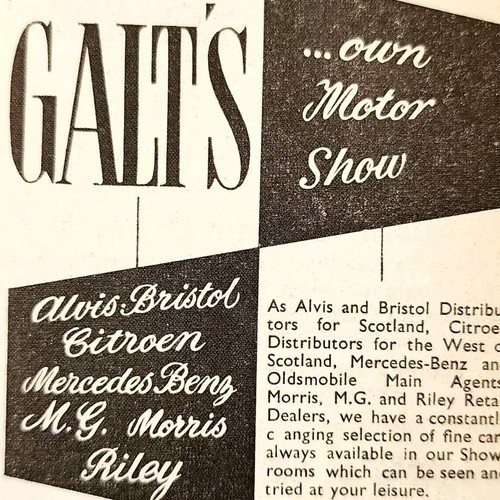 GALT'S
...own
Motor
Show
Alvis Bristol
Citroen
Mercedes Benz
M.G. Morris
Riley
As Alvis and Bristol Distribu
tors for Scotland, Citroe
Distributors for the West o
Scotland, Mercedes-Benz an
Oldsmobile Main Agents
Morris, M.G. and Riley Reta
Dealers, we have a constantl
c anging selection of fine car
always available in our Show
rooms which can be seen an
tried at your leisure.